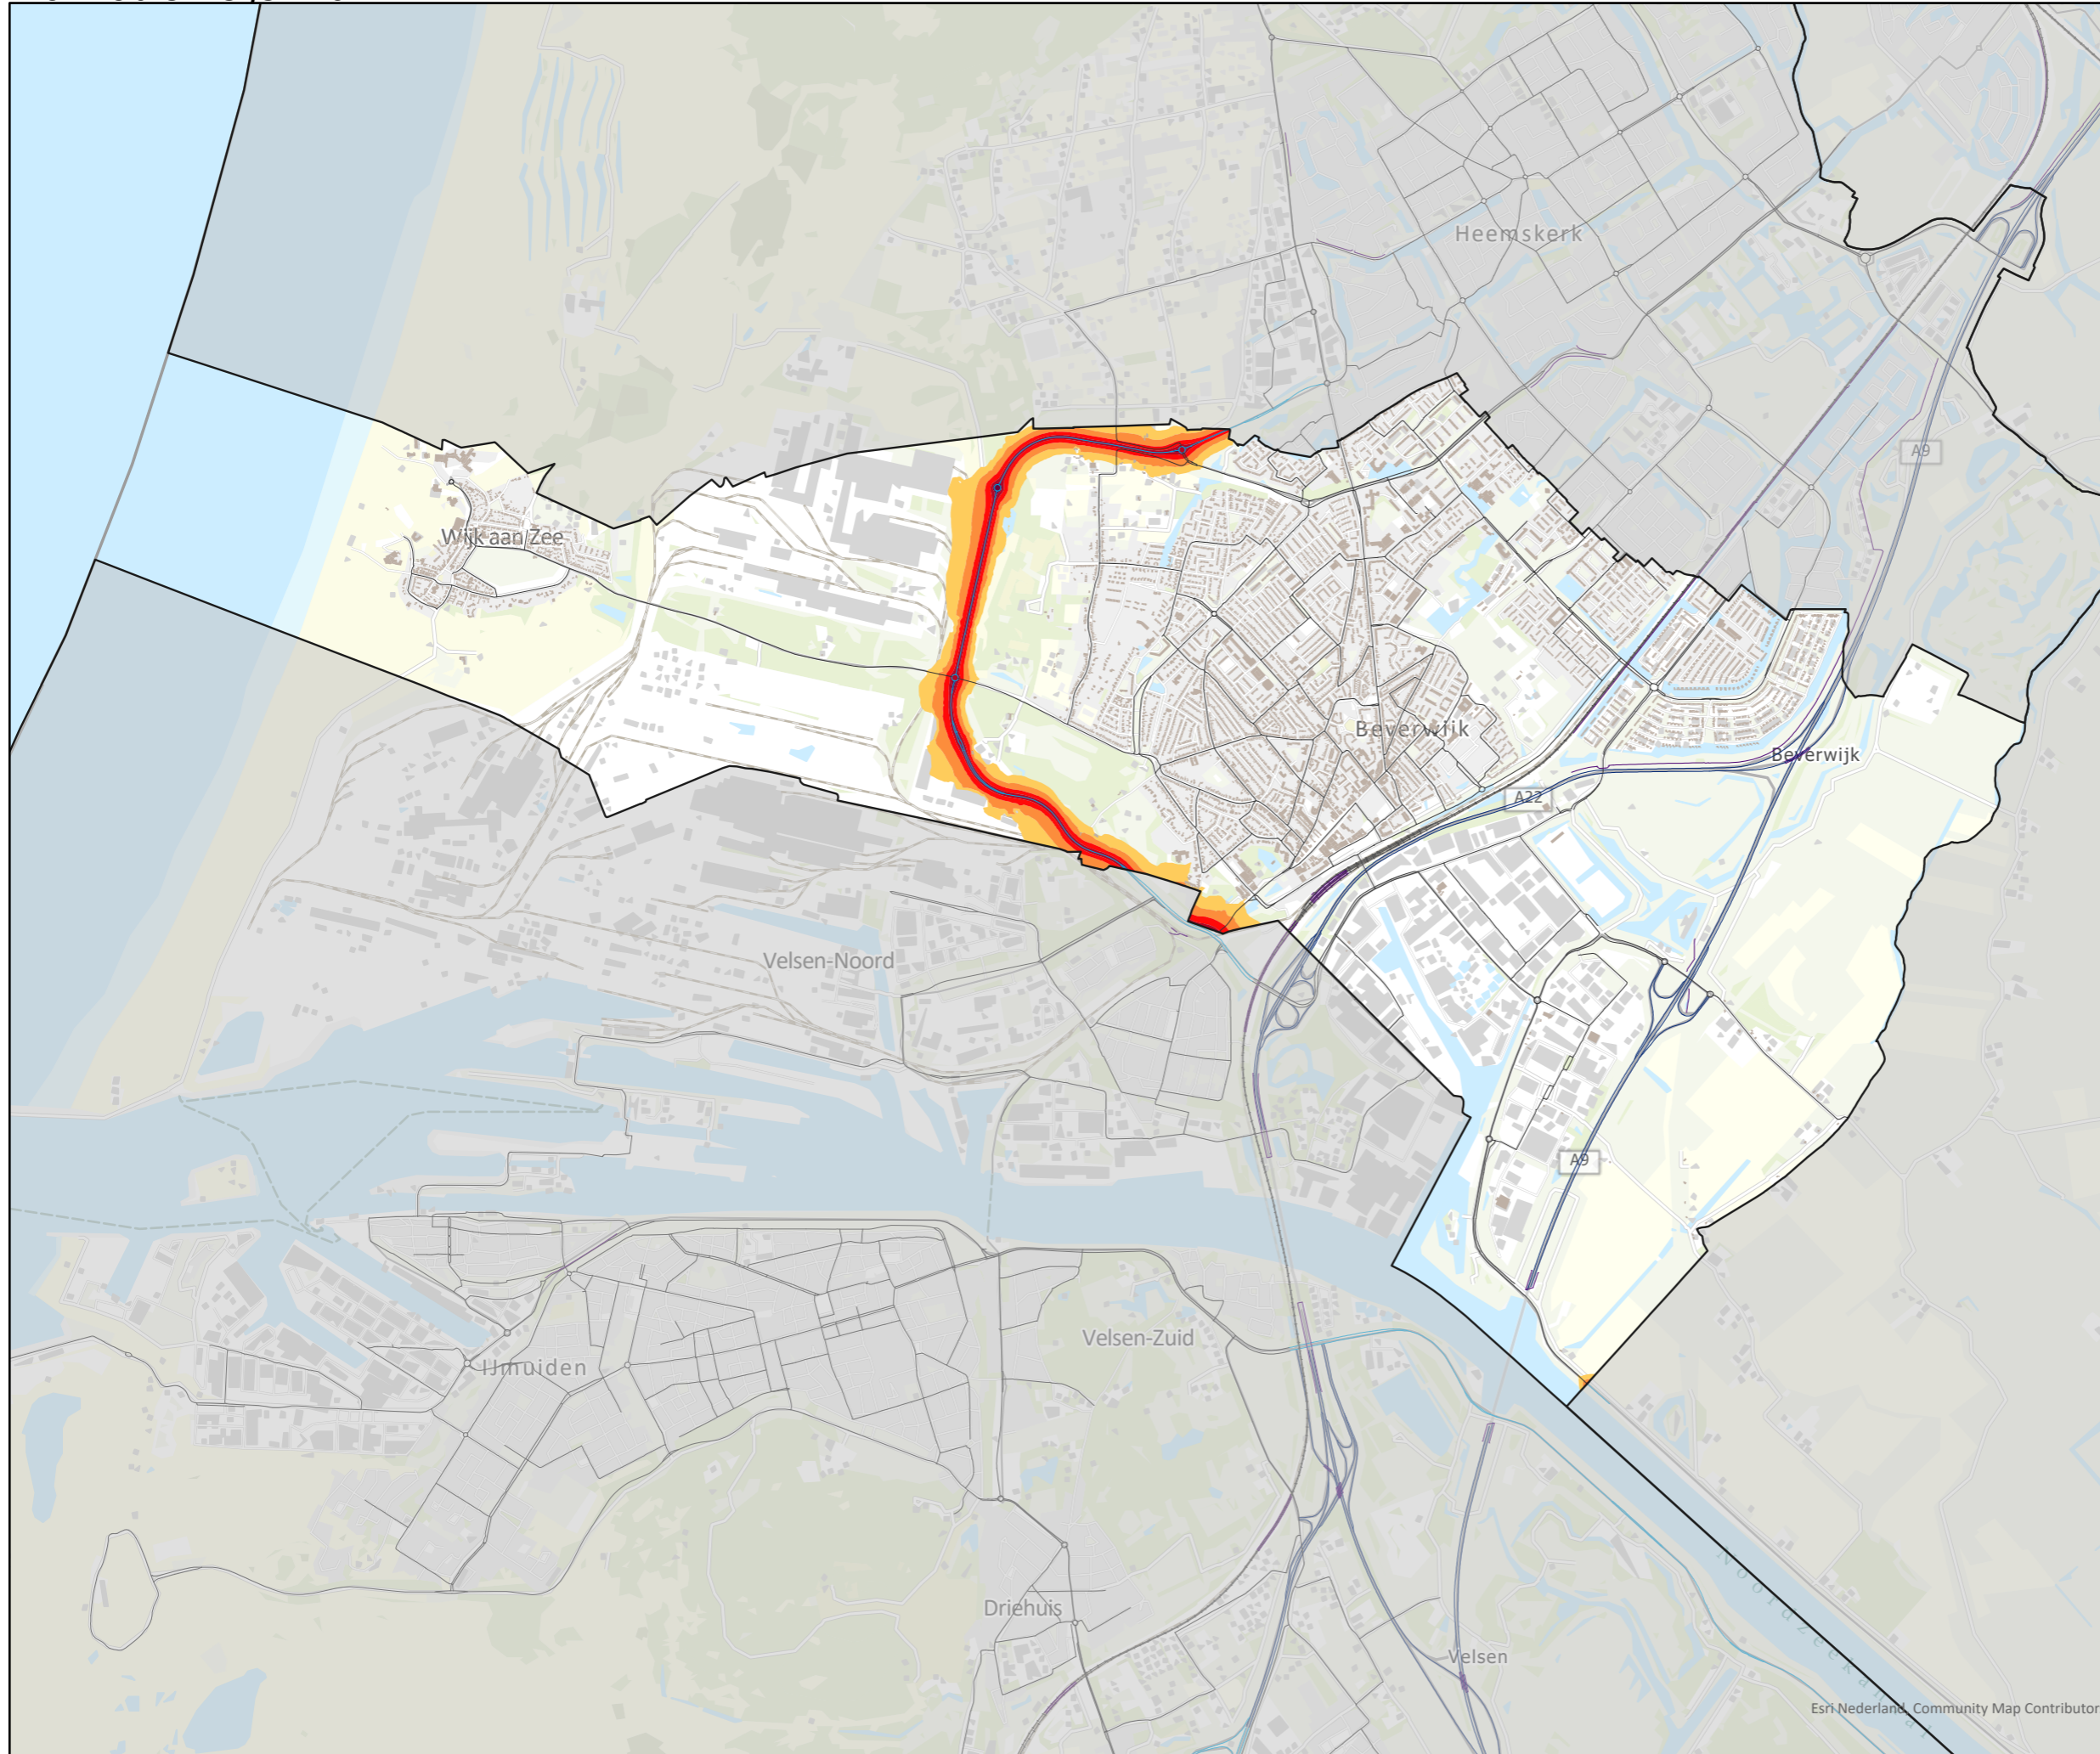 Heemskerk
A9
Wijk aan Zee
Beverwijk
Beverwijk
A22
Velsen-Noord
A9
Velsen-Zuid
IJmuiden
Driehuis
Velsen
Esri Nederland, Community Map Contributor